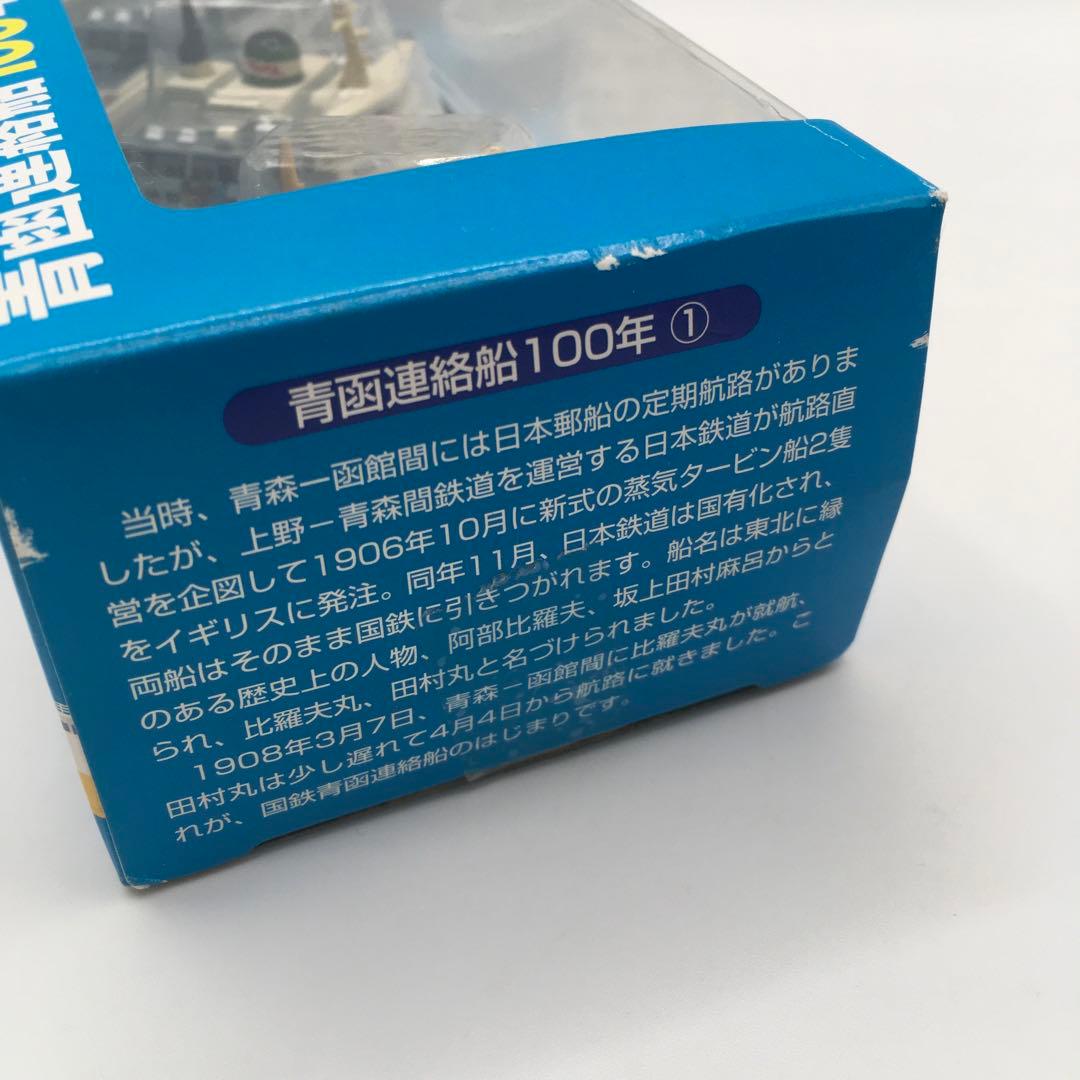 青函連絡船100
青函連絡船100年 ①
当時、青森ー函館間には日本郵船の定期航路がありま
したが、上野－青森間鉄道を運営する日本鉄道が航路直
営を企図して1906年10月に新式の蒸気タービン船2隻
をイギリスに発注。同年11月、日本鉄道は国有化され、
両船はそのまま国鉄に引きつがれます。船名は東北に縁
のある歴史上の人物、阿部比羅夫、坂上田村麻呂からと
られ、比羅夫丸、田村丸と名づけられました。
1908年3月7日、青森－函館間に比羅夫丸が就航、
田村丸は少し遅れて4月4日から航路に就きました。こ
れが、国鉄青函連絡船のはじまりです。